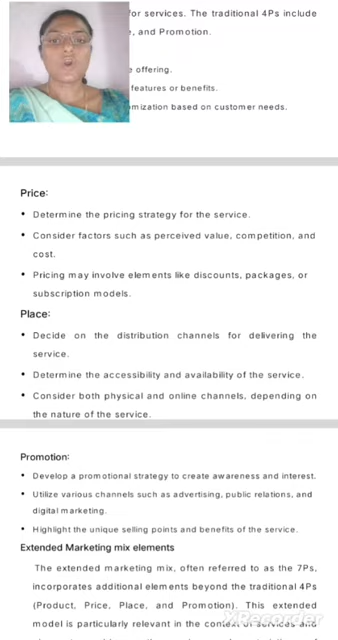 for services. The traditional 4Ps include
, and Promotion.
offering.
features or benefits.
omization based on customer needs.
Price:
• Determine the pricing strategy for the service.
• Consider factors such as perceived value, competition, and
cost.
• Pricing may involve elements like discounts, packages, or
subscription models.
Place:
• Decide on the distribution channels for delivering the
service.
• Determine the accessibility and availability of the service.
• Consider both physical and online channels, depending on
the nature of the service.
Promotion:
• Develop a promotional strategy to create awareness and interest.
• Utilize various channels such as advertising, public relations, and
digital marketing.
• Highlight the unique selling points and benefits of the service.
Extended Marketing mix elements
The extended marketing mix, often referred to as the 7Ps,
incorporates additional elements beyond the traditional 4Ps
(Product, Price, Place, and Promotion). This extended
model is particularly relevant in the context of services and
XRecorder